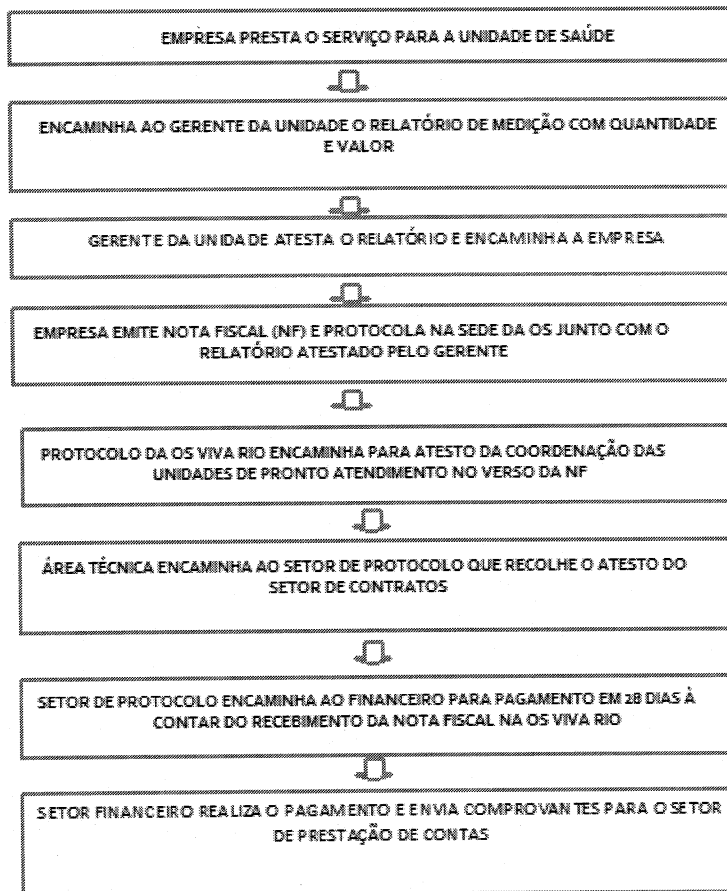 EMPRESA PRESTA O SERVIÇO PARA A UNIDADE DE SAÚDE
ENCAMINHA AO GERENTE DA UNIDADE O RELATÓRIO DE MEDIÇÃO COM QUANTIDADE
E VALOR
GERENTE DA UNIDADE ATESTA O RELATÓRIO E ENCAMINHA A EMPRESA
EMPRESA EMITE NOTA FISCAL (NF) E PROTOCOLA NA SEDE DA OS JUNTO COM O
RELATÓRIO ATESTADO PELO GERENTE
PROTOCOLO DA OS VIVA RIO ENCAMINHA PARA ATESTO DA COORDENAÇÃO DAS
UNIDADES DE PRONTO ATENDIMENTO NO VERSO DA NF
ÁREA TÉCNICA ENCAMINHA AO SETOR DE PROTOCOLO QUE RECOLHE O ATESTO DO
SETOR DE CONTRATOS
SETOR DE PROTOCOLO ENCAMINHA AO FINANCEIRO PARA PAGAMENTO EM 28 DIAS À
CONTAR DO RECEBIMENTO DA NOTA FISCAL NA OS VIVA RIO
SETOR FINANCEIRO REALIZA O PAGAMENTO E ENVIA COMPROVANTES PARA O SETOR
DE PRESTAÇÃO DE CONTAS